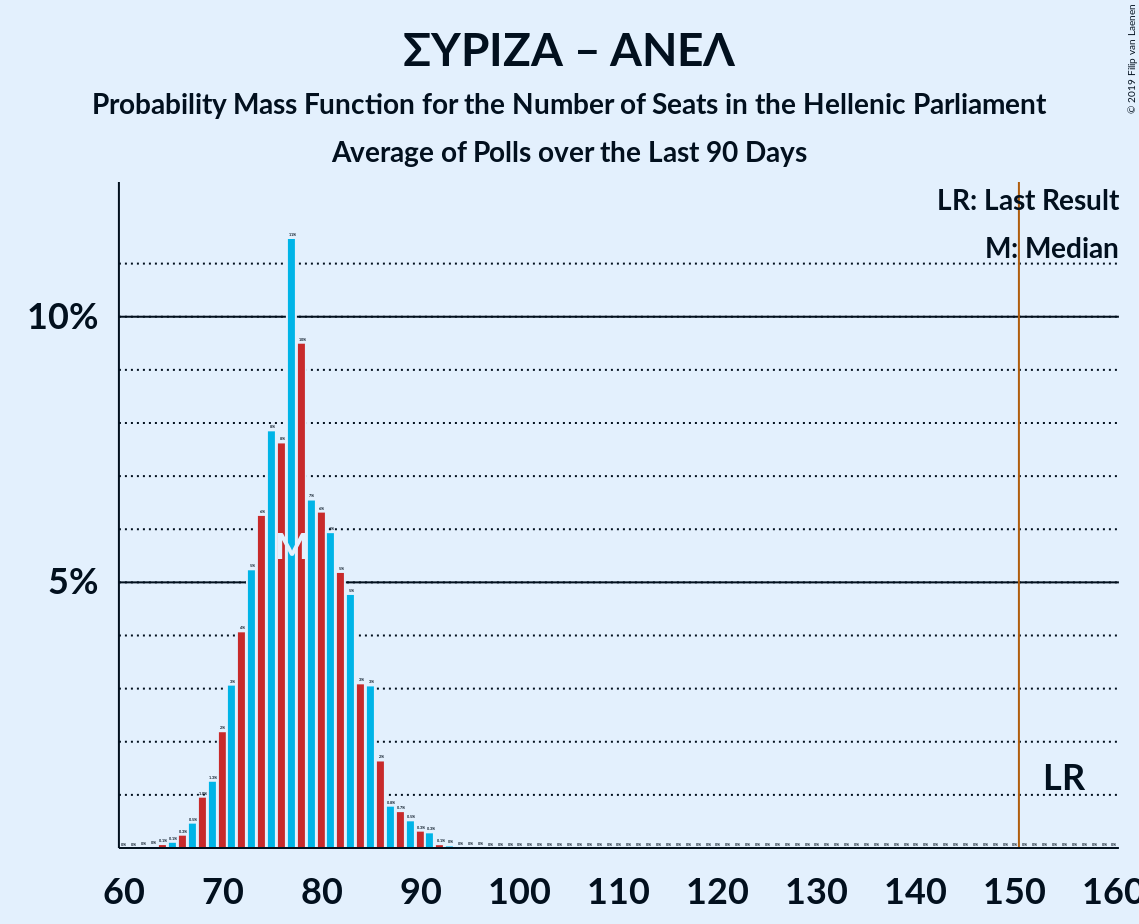 ΣΥΡΙΖΑ – ΑΝΕΛ
Probability Mass Function for the Number of Seats in the Hellenic Parliament
Average of Polls over the Last 90 Days
© 2019 Filip van Laenen
LR: Last Result
M: Median
10%
5%
M
LR
60 70 80 90 100 110 120 130 140 150 160